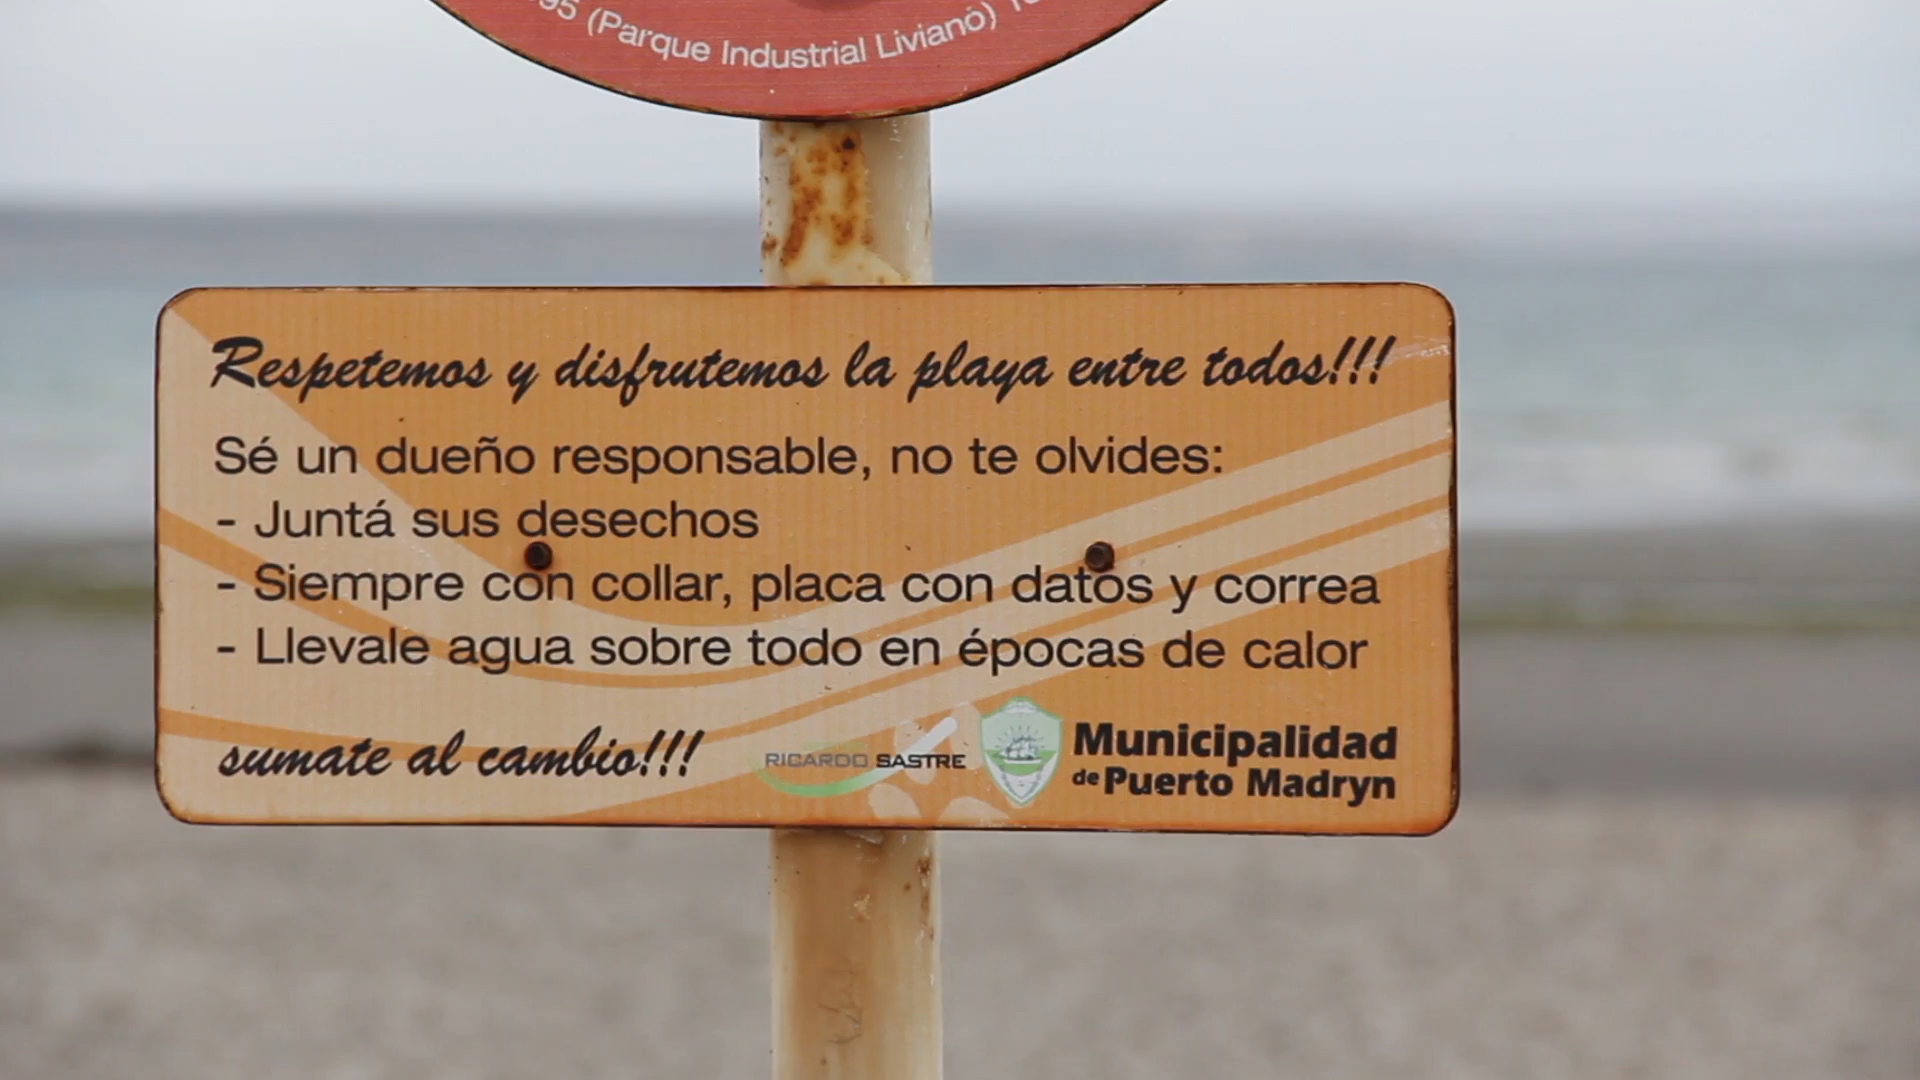 (Parque Industrial Liviano)
Respetemos y disfrutemos la playa entre todos!!!
Sé un dueño responsable, no te olvides:
- Juntá sus desechos
- Siempre con collar, placa con datos y correa
- Llevale agua sobre todo en épocas de calor
sumate al cambio!!!
RICARDO SASTRE
Municipalidad
de Puerto Madryn